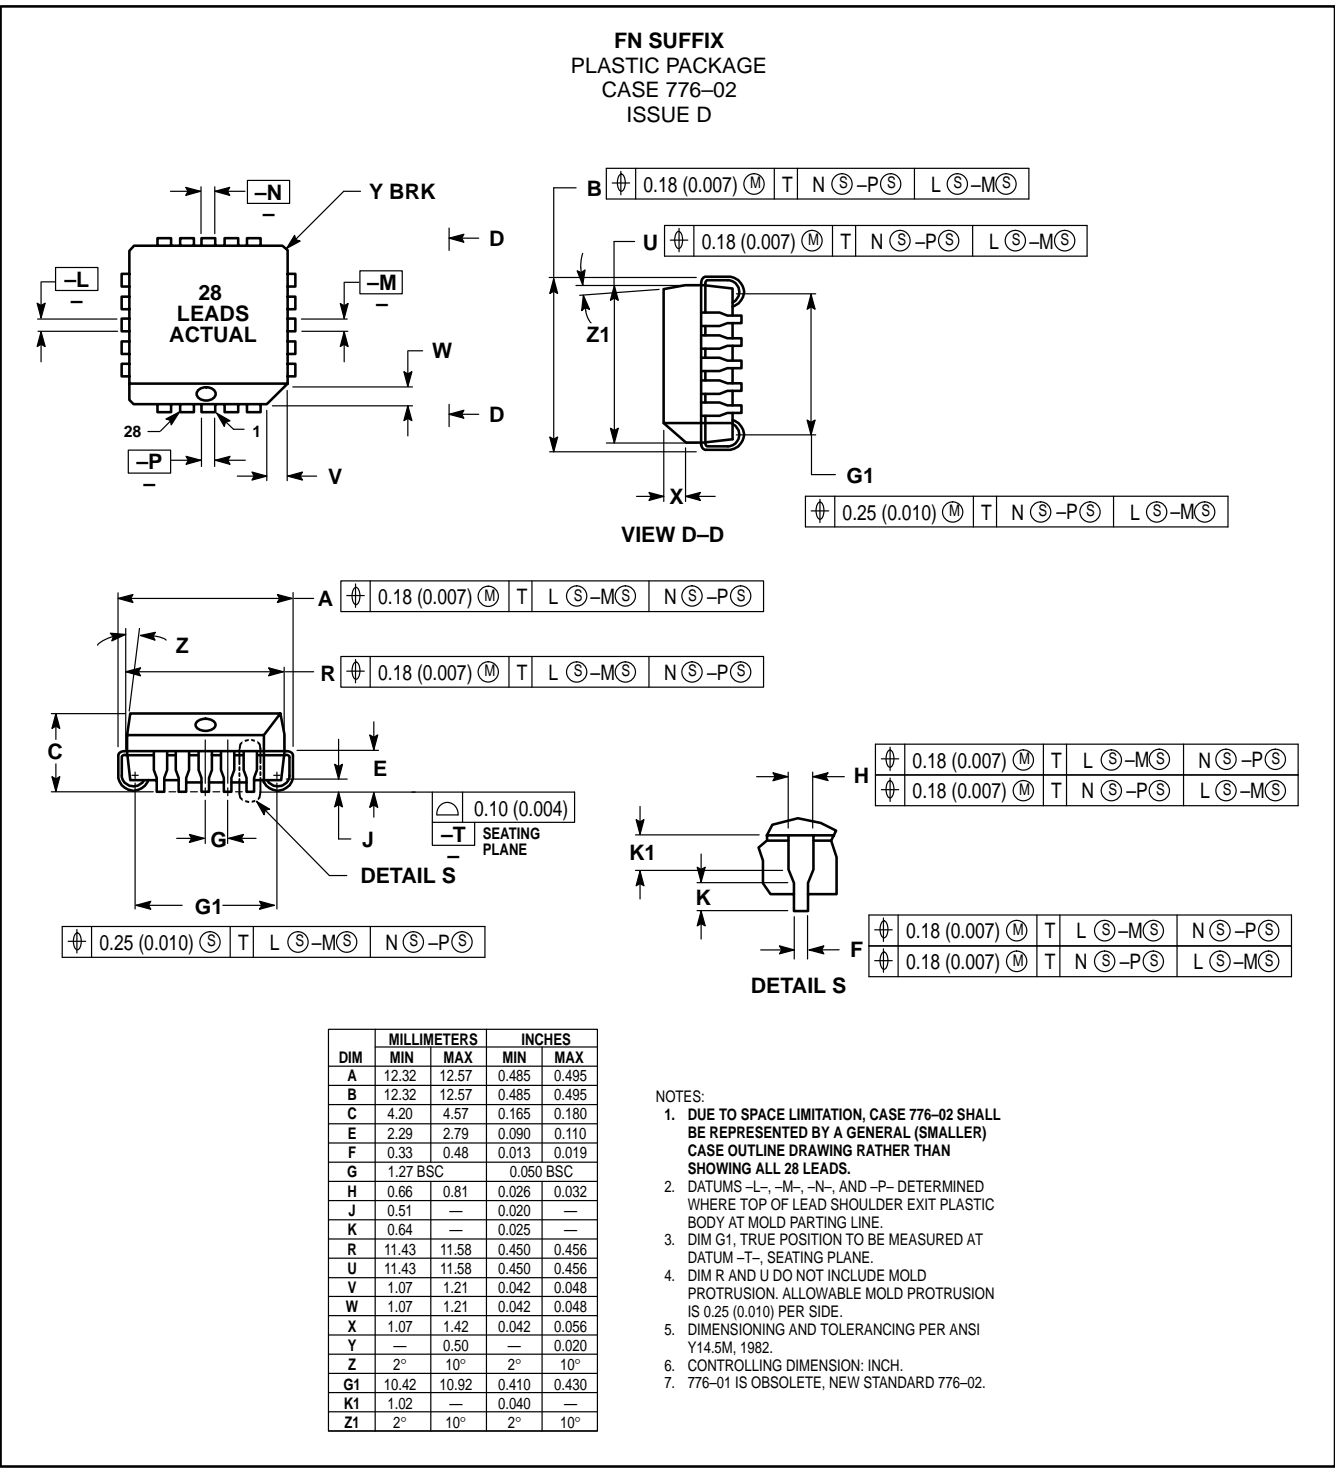 FN SUFFIX
PLASTIC PACKAGE
CASE 776–02
ISSUE D
–N
–
Y BRK
D
–L
–
–M
–
28
LEADS
ACTUAL
W
D
28
1
–P
–
V
B 0.18 (0.007) Ⓜ T N Ⓢ –P Ⓢ L Ⓢ –M Ⓢ
U 0.18 (0.007) Ⓜ T N Ⓢ –P Ⓢ L Ⓢ –M Ⓢ
Z1
G1
X
0.25 (0.010) Ⓜ T N Ⓢ –P Ⓢ L Ⓢ –M Ⓢ
VIEW D–D
A 0.18 (0.007) Ⓜ T L Ⓢ –M Ⓢ N Ⓢ –P Ⓢ
Z
R 0.18 (0.007) Ⓜ T L Ⓢ –M Ⓢ N Ⓢ –P Ⓢ
C
E
G
J
0.10 (0.004)
–T SEATING
– PLANE
DETAIL S
G1
0.25 (0.010) Ⓢ T L Ⓢ –M Ⓢ N Ⓢ –P Ⓢ
H 0.18 (0.007) Ⓜ T L Ⓢ –M Ⓢ N Ⓢ –P Ⓢ
0.18 (0.007) Ⓜ T N Ⓢ –P Ⓢ L Ⓢ –M Ⓢ
K1
K
F 0.18 (0.007) Ⓜ T L Ⓢ –M Ⓢ N Ⓢ –P Ⓢ
0.18 (0.007) Ⓜ T N Ⓢ –P Ⓢ L Ⓢ –M Ⓢ
DETAIL S
MILLIMETERS INCHES
DIM MIN MAX MIN MAX
A 12.32 12.57 0.485 0.495
B 12.32 12.57 0.485 0.495
C 4.20 4.57 0.165 0.180
E 2.29 2.79 0.090 0.110
F 0.33 0.48 0.013 0.019
G 1.27 BSC 0.050 BSC
H 0.66 0.81 0.026 0.032
J 0.51 — 0.020 —
K 0.64 — 0.025 —
R 11.43 11.58 0.450 0.456
U 11.43 11.58 0.450 0.456
V 1.07 1.21 0.042 0.048
W 1.07 1.21 0.042 0.048
X 1.07 1.42 0.042 0.056
Y — 0.50 — 0.020
Z 2° 10° 2° 10°
G1 10.42 10.92 0.410 0.430
K1 1.02 — 0.040 —
Z1 2° 10° 2° 10°
NOTES:
1. DUE TO SPACE LIMITATION, CASE 776–02 SHALL
BE REPRESENTED BY A GENERAL (SMALLER)
CASE OUTLINE DRAWING RATHER THAN
SHOWING ALL 28 LEADS.
2. DATUMS –L–, –M–, –N–, AND –P– DETERMINED
WHERE TOP OF LEAD SHOULDER EXIT PLASTIC
BODY AT MOLD PARTING LINE.
3. DIM G1, TRUE POSITION TO BE MEASURED AT
DATUM –T–, SEATING PLANE.
4. DIM R AND U DO NOT INCLUDE MOLD
PROTRUSION. ALLOWABLE MOLD PROTRUSION
IS 0.25 (0.010) PER SIDE.
5. DIMENSIONING AND TOLERANCING PER ANSI
Y14.5M, 1982.
6. CONTROLLING DIMENSION: INCH.
7. 776–01 IS OBSOLETE, NEW STANDARD 776–02.